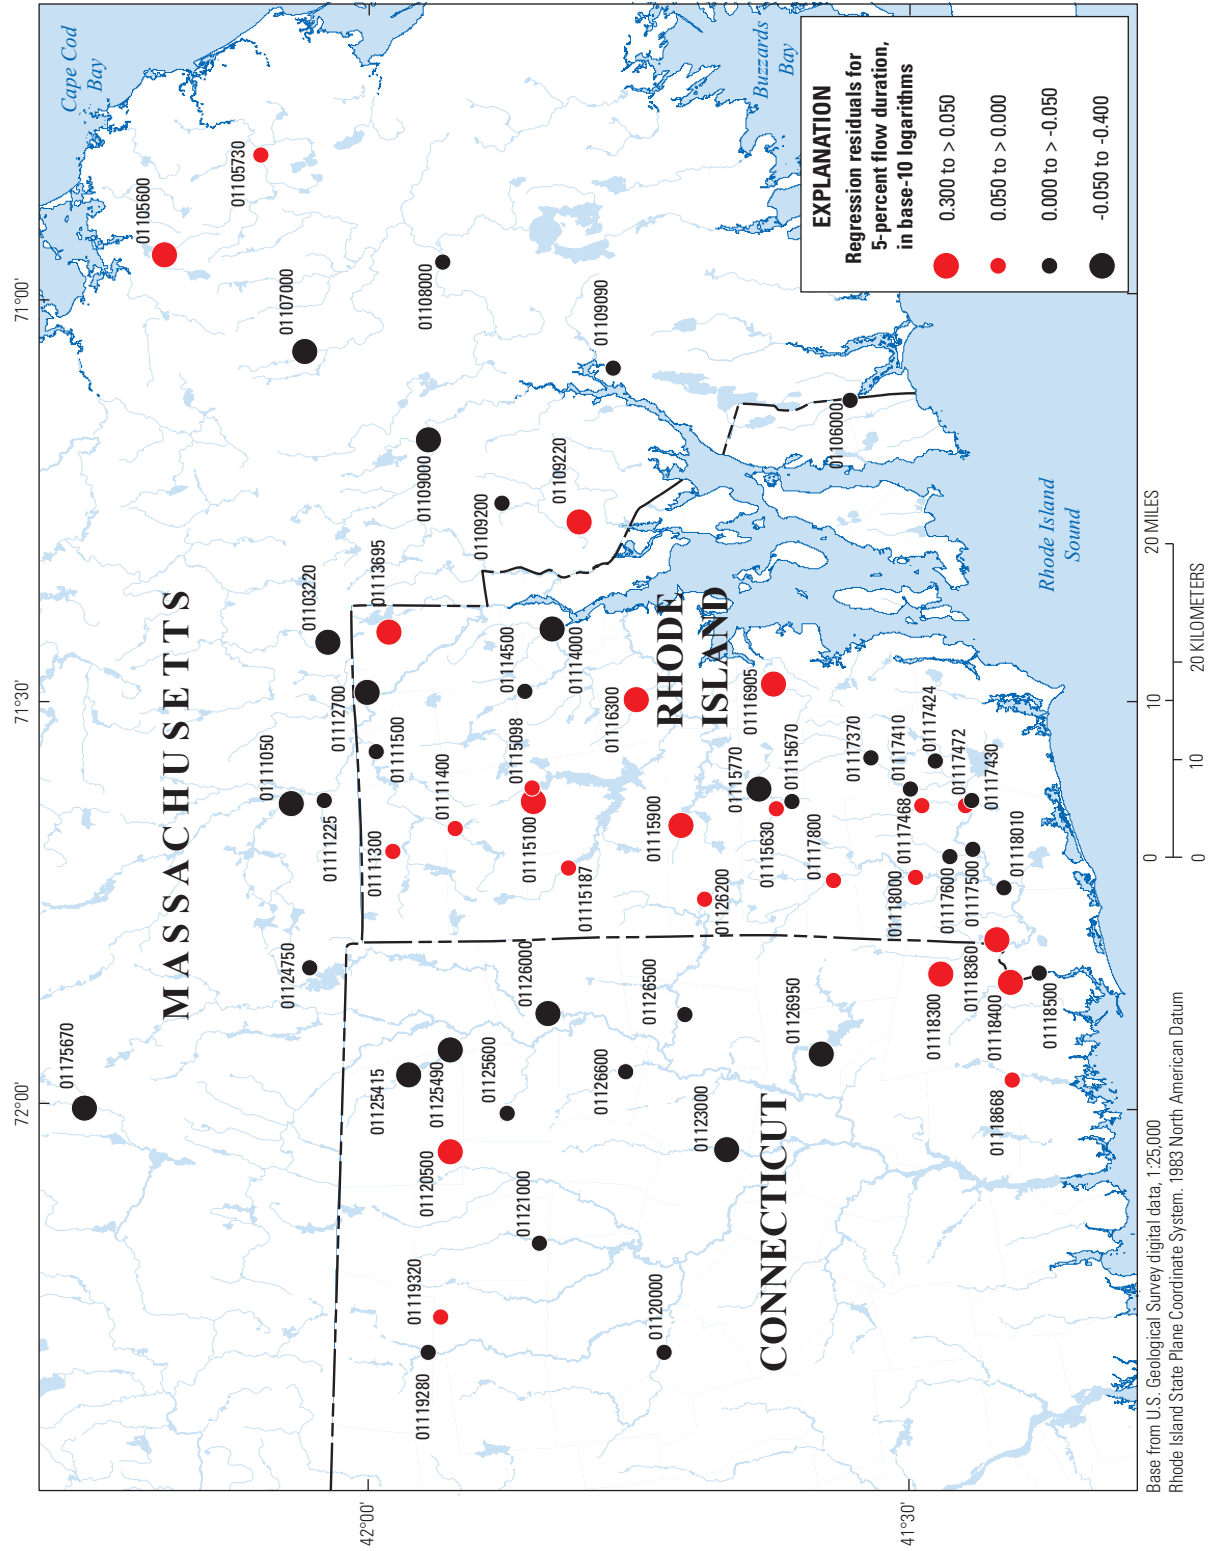 Cape Cod
Bay
01105600
01105730
71°00'
01107000
01108000
Buzzards
Bay
01109090
01106000
01109000
01109200
01109220
MASSACHUSETTS
01103220
0113695
01114500
01114000
71°30'
01112700
01111500
01116300
RHODE
ISLAND
01116905
Rhode Island
Sound
01111050
01111225
01111300
01111400
01115098
01115100
01115187
01115900
01115770
01115670
01115630
01117800
01126200
01117370
01117410
01117424
01117472
01117430
01117468
01118000
01117600
01117500
01118010
01124750
01126000
01126500
01126950
01118300
01118360
01118400
01118500
01175670
72°00'
01125415
01125490
01125600
01126600
01123000
01118668
01120500
01121000
CONNECTICUT
01119320
01119280
01120000
42°00'
41°30'
EXPLANATION
Regression residuals for
5-percent flow duration,
in base-10 logarithms
0.300 to > 0.050
0.050 to > 0.000
0.000 to > -0.050
-0.050 to -0.400
0 10 20 MILES
0 10 20 KILOMETERS
Base from U.S. Geological Survey digital data, 1:25,000
Rhode Island State Plane Coordinate System. 1983 North American Datum